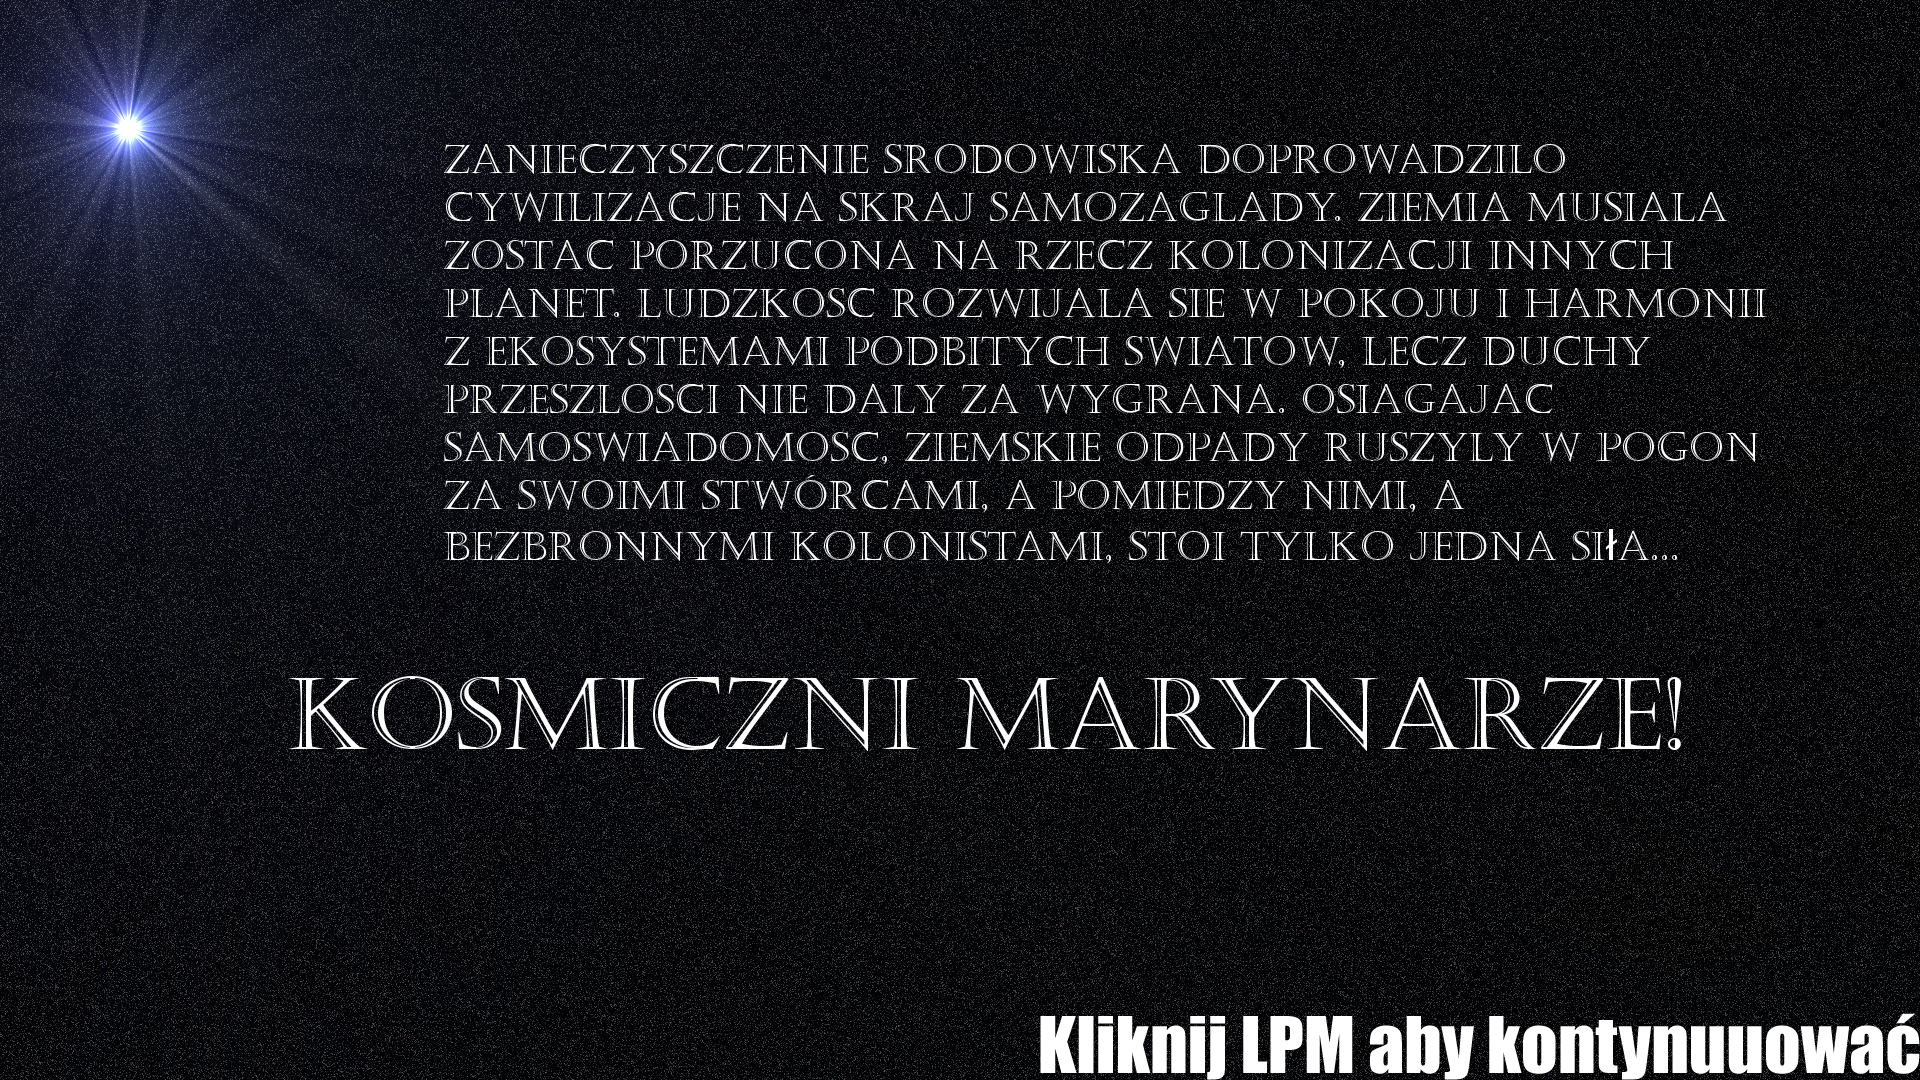 ZANIECZYSZCZENIE SRODOWISKA DOPROWADZILO
CYWILIZACJE NA SKRAJ SAMOZAGLADY. ZIEMIA MUSIALA
ZOSTAC PORZUCONA NA RZECZ KOLONIZACJI INNYCH
PLANET. LUDZKOSC ROZWIJALA SIE W POKOJU I HARMONII
Z EKOSYSTEMAMI PODBITYCH SWIATOW, LECZ DUCHY
PRZESZLOSCI NIE DALY ZA WYGRANA. OSIAGAJAC
SAMOSWIADOMOSC, ZIEMSKIE ODPADY RUSZYLY W POGON
ZA SWOIMI STWÓRCAMI, A POMIEDZY NIMI, A
BEZBRONNYMI KOLONISTAMI, STOI TYLKO JEDNA SIłA...
KOSMICZNI MARYNARZE!
Kliknij LPM aby kontynuuować